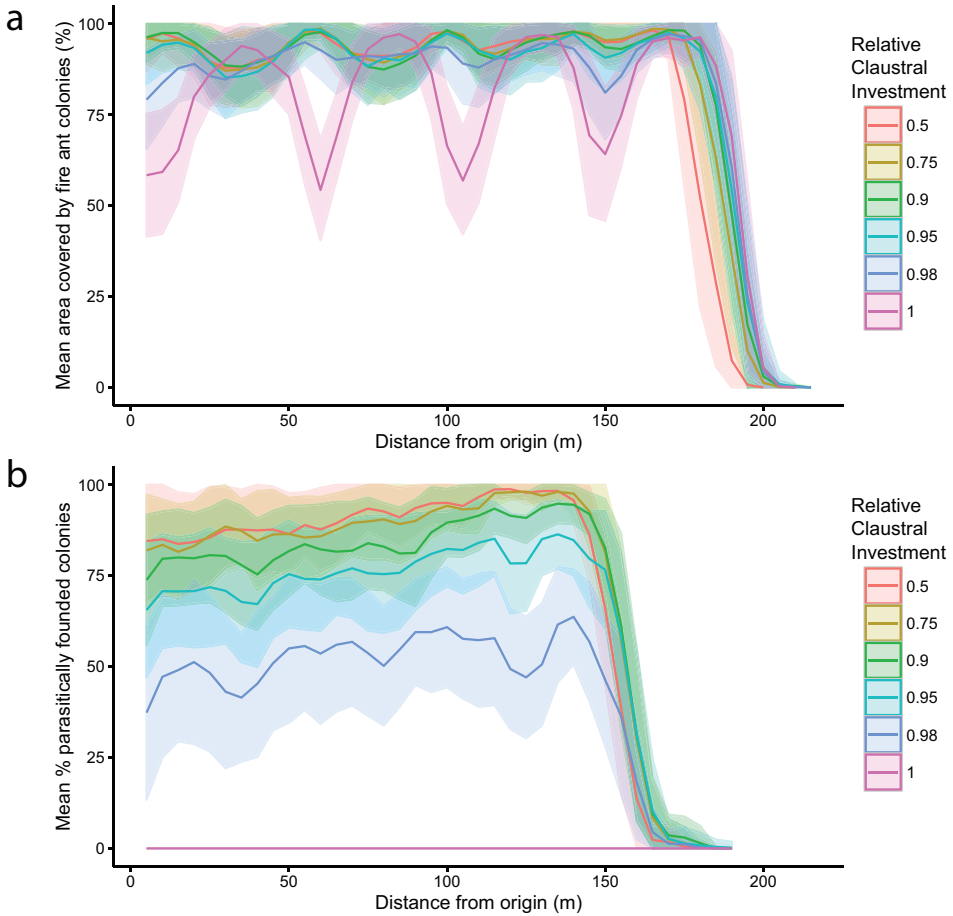 a
Mean area covered by fire ant colonies (%)
100
75
50
25
0
0 50 100 150 200
Distance from origin (m)
Relative
Claustral
Investment
0.5
0.75
0.9
0.95
0.98
1
b
Mean % parasitically founded colonies
100
75
50
25
0
0 50 100 150 200
Distance from origin (m)
Relative
Claustral
Investment
0.5
0.75
0.9
0.95
0.98
1